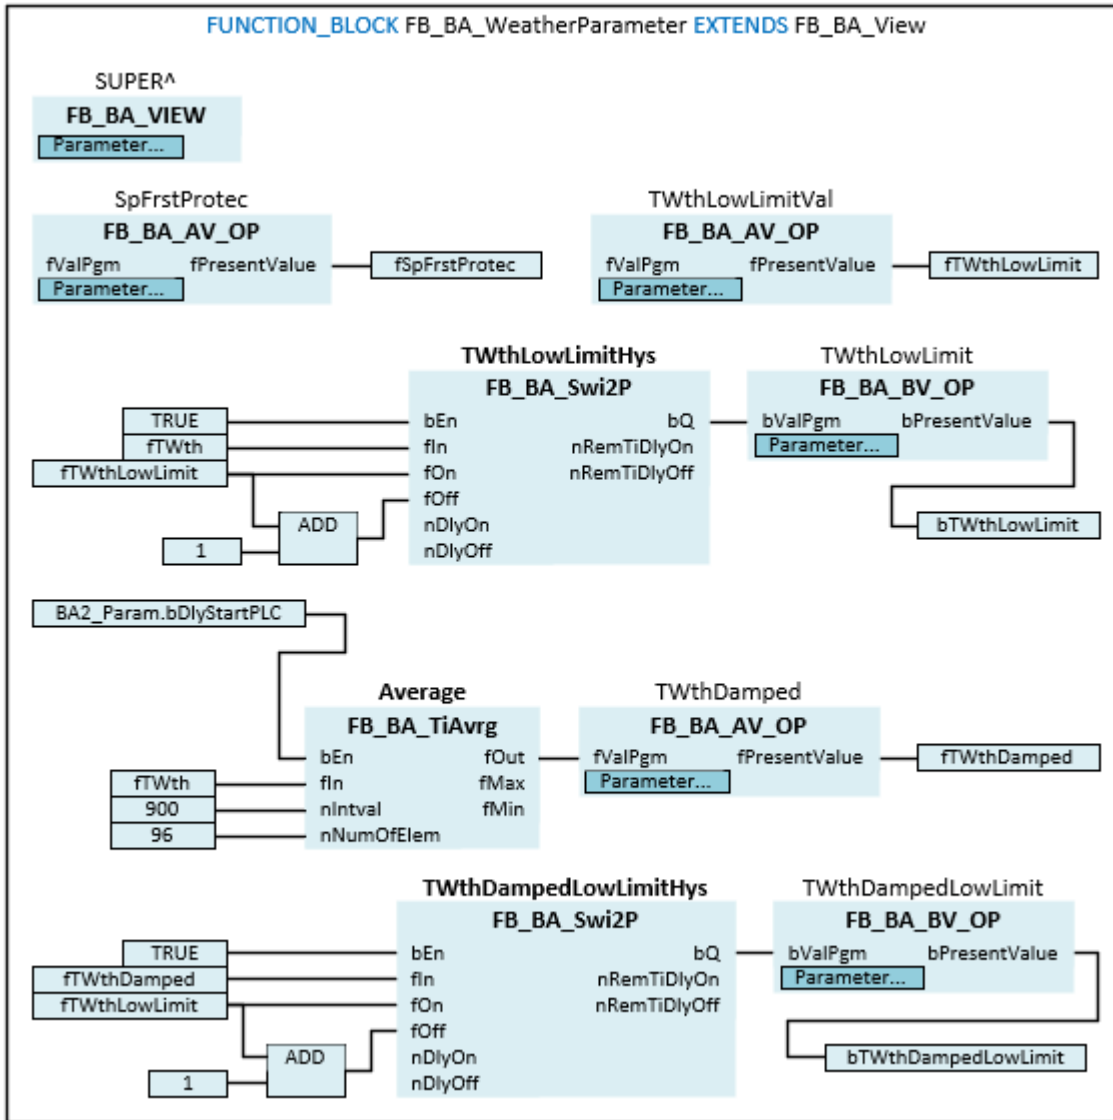 FUNCTION_BLOCK FB_BA_WeatherParameter EXTENDS FB_BA_View
SUPER^
FB_BA_VIEW
Parameter...
SpFrstProtec
FB_BA_AV_OP
fValPgm fPresentValue
Parameter...
fSpFrstProtec
TWthLowLimitVal
FB_BA_AV_OP
fValPgm fPresentValue
Parameter...
fTWthLowLimit
TWthLowLimitHys
FB_BA_Swi2P
TRUE
fTWth
fTWthLowLimit
ADD
1
bEn bQ
fIn nRemTiDlyOn
fOn nRemTiDlyOff
fOff
nDlyOn
nDlyOff
TWthLowLimit
FB_BA_BV_OP
bValPgm bPresentValue
Parameter...
bTWthLowLimit
BA2_Param.bDlyStartPLC
Average
FB_BA_TiAvrg
bEn fOut
fIn fMax
nIntval fMin
nNumOfElem
fTWth
900
96
TWthDamped
FB_BA_AV_OP
fValPgm fPresentValue
Parameter...
fTWthDamped
TWthDampedLowLimitHys
FB_BA_Swi2P
TRUE
fTWthDamped
fTWthLowLimit
ADD
1
bEn bQ
fIn nRemTiDlyOn
fOn nRemTiDlyOff
fOff
nDlyOn
nDlyOff
TWthDampedLowLimit
FB_BA_BV_OP
bValPgm bPresentValue
Parameter...
bTWthDampedLowLimit